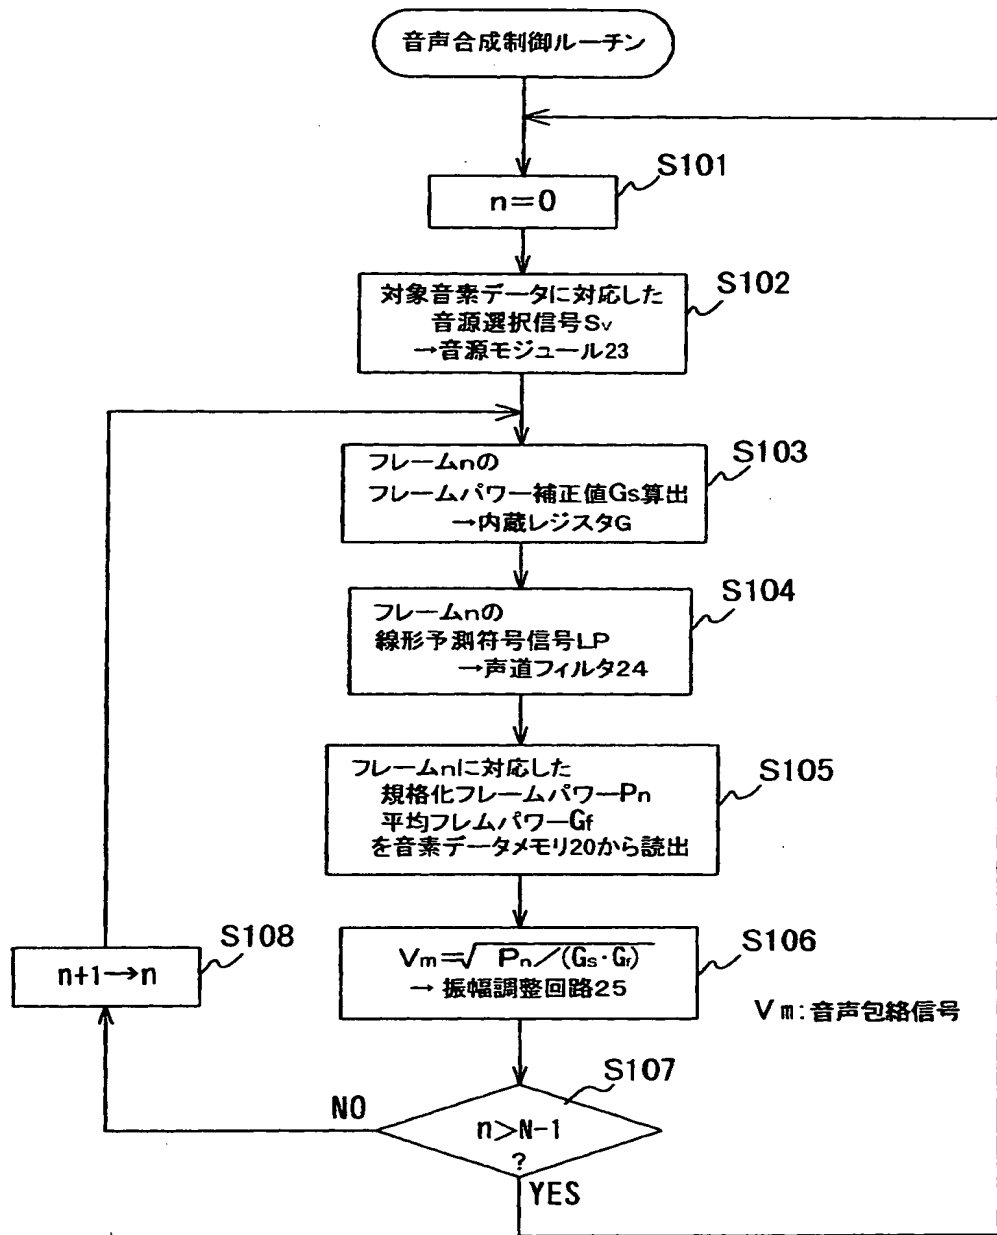 音声合成制御ルーチン
S101
n=0
S102
対象音素データに対応した
音源選択信号Sv
→音源モジュール23
S103
フレームnの
フレームパワー補正値Gs算出
→内蔵レジスタG
S104
フレームnの
線形予測符号信号LP
→声道フィルタ24
S105
フレームnに対応した
規格化フレームパワーPn
平均フレムパワーGf
を音素データメモリ20から読出
S106
Vm=√Pn/(Gs・Gf)
→振幅調整回路25
Vm:音声包絡信号
S107
n>N-1
?
NO
YES
S108
n+1→n